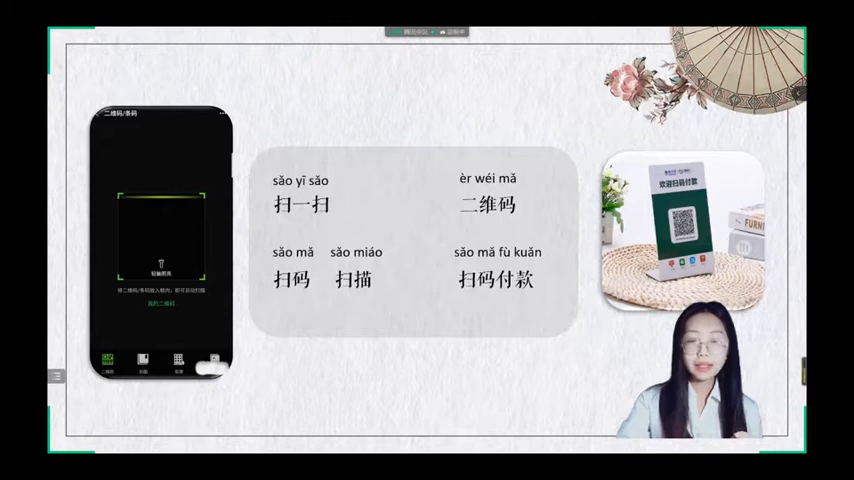 二维码/条码
轻触照亮
将二维码/条码放入框内，即可自动扫描
我的二维码
二维码
封面
街景
sǎo yī sǎo
扫一扫
èr wéi mǎ
二维码
sǎo mǎ sǎo miáo
扫码 扫描
sǎo mǎ fù kuǎn
扫码付款
欢迎扫码付款
FURNI